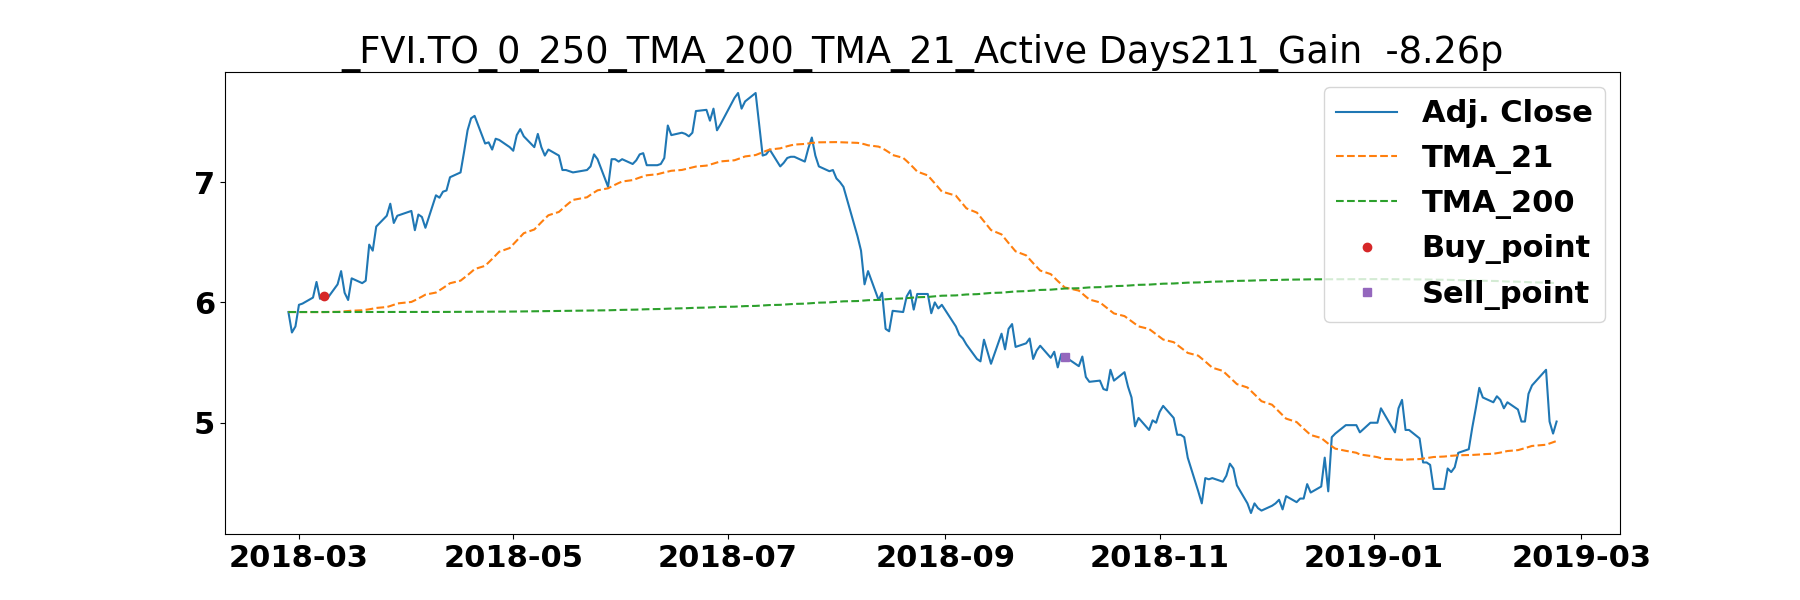 _FVI.TO_0_250_TMA_200_TMA_21_Active Days211_Gain  -8.26p
Adj. Close
TMA_21
TMA_200
Buy_point
Sell_point
7
6
5
2018-03
2018-05
2018-07
2018-09
2018-11
2019-01
2019-03